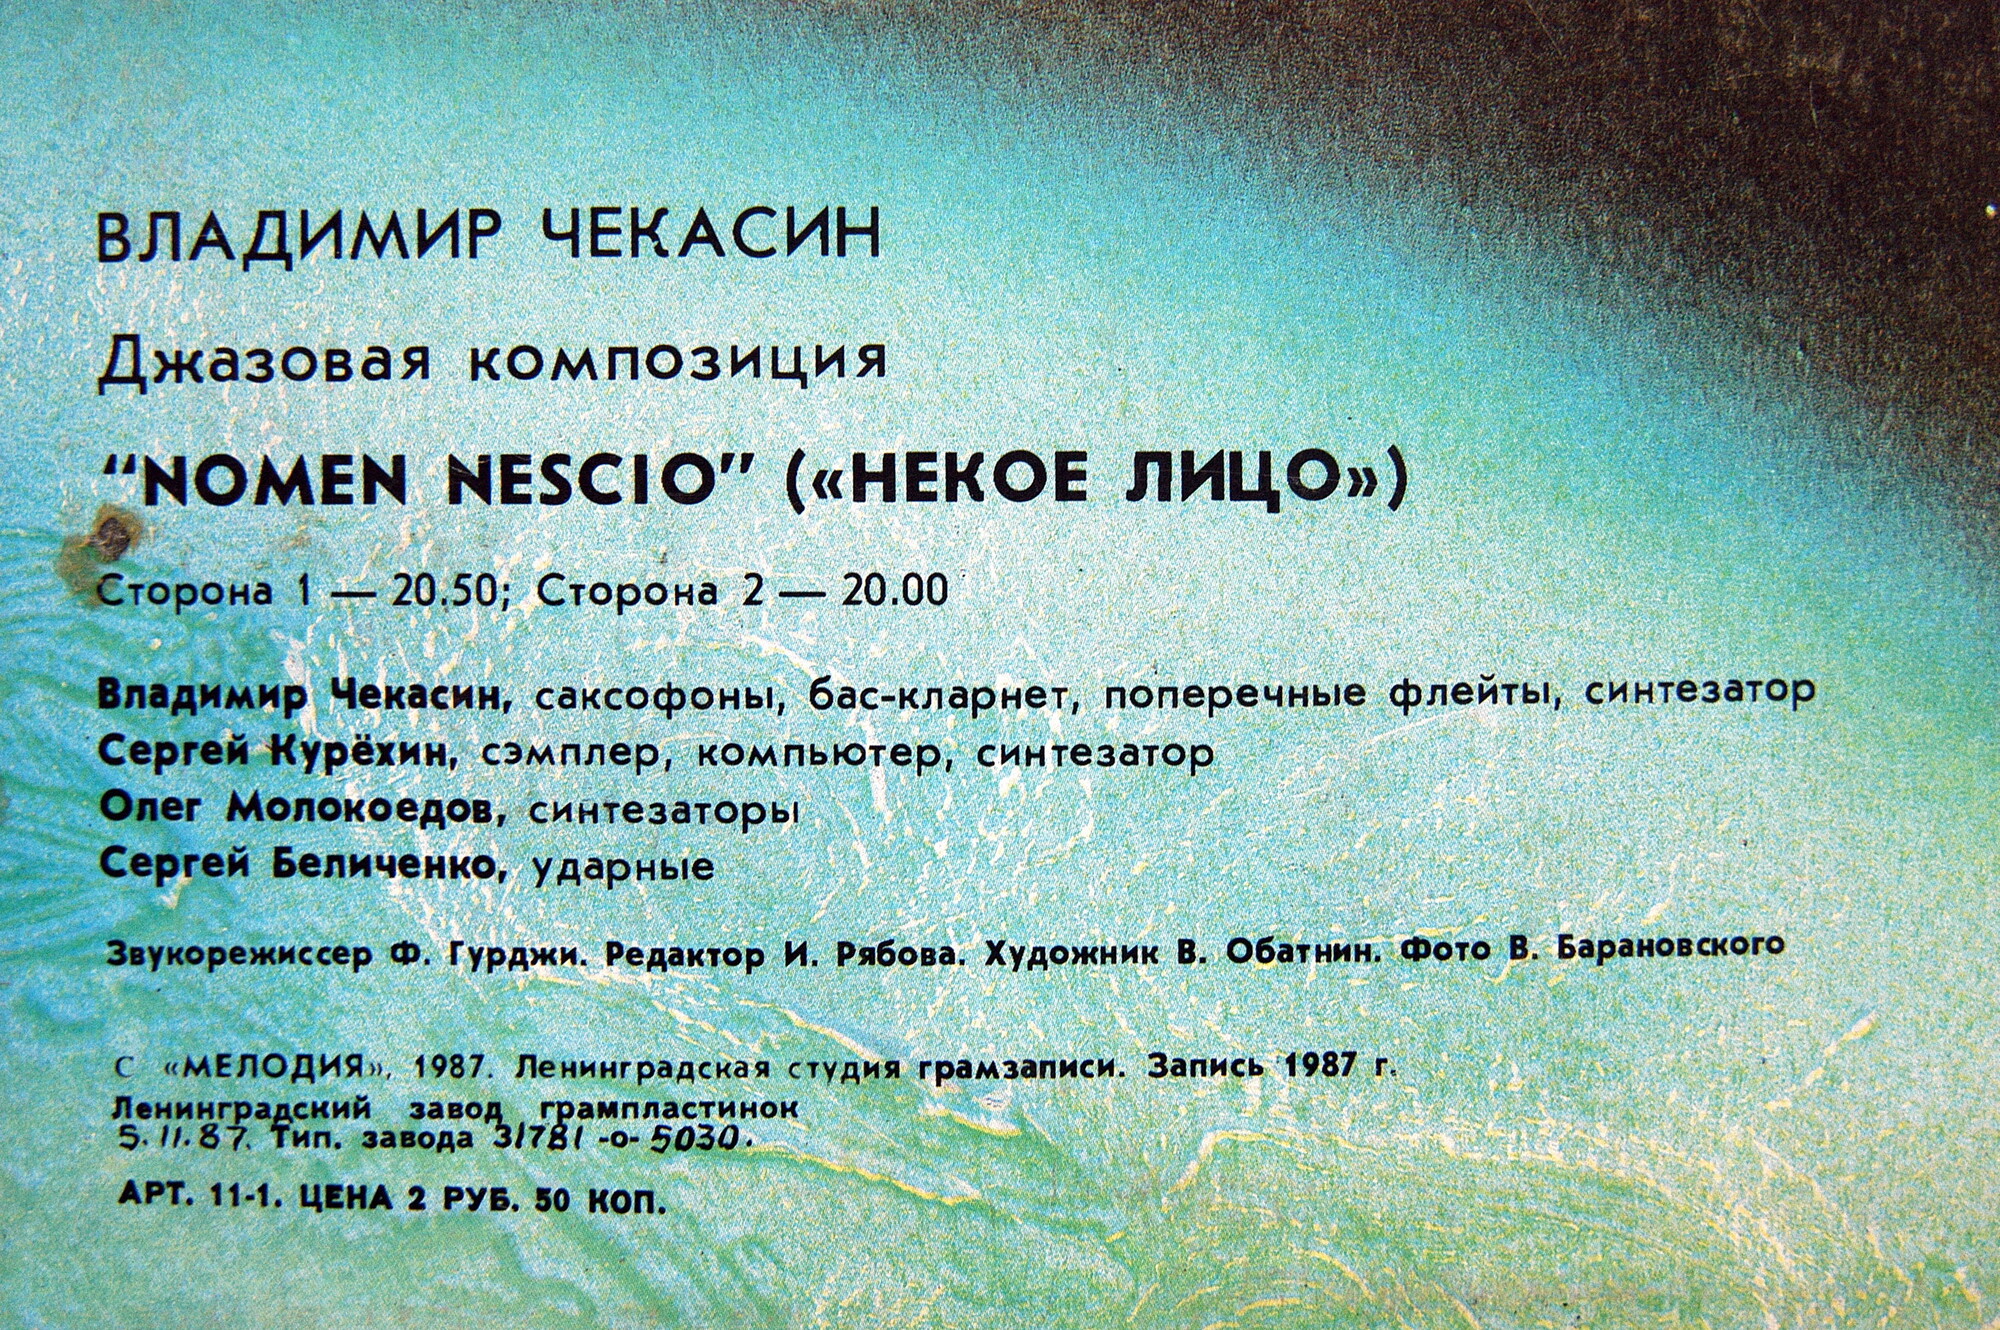 ВЛАДИМИР ЧЕКАСИН
Джазовая композиция
“NOMEN NESCIO” («НЕКОЕ ЛИЦО»)
Сторона 1 — 20.50; Сторона 2 — 20.00
Владимир Чекасин, саксофоны, бас-кларнет, поперечные флейты, синтезатор
Сергей Курёхин, сэмплер, компьютер, синтезатор
Олег Молокоедов, синтезаторы
Сергей Беличенко, ударные
Звукорежиссер Ф. Гурджи. Редактор И. Рябова. Художник В. Обатнин. Фото В. Барановского
С «МЕЛОДИЯ», 1987. Ленинградская студия грамзаписи. Запись 1987 г.
Ленинградский завод грампластинок
5.11.87. Тип. завода 31781 -о- 5030.
АРТ. 11-1. ЦЕНА 2 РУБ. 50 КОП.